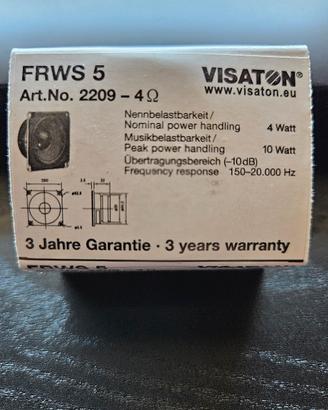 FRWS 5
VISATON®
Art.No. 2209 – 4 Ω
www.visaton.eu
Nennbelastbarkeit /
Nominal power handling 4 Watt
Musikbelastbarkeit /
Peak power handling 10 Watt
Übertragungsbereich (–10dB)
Frequency response 150–20.000 Hz
3 Jahre Garantie · 3 years warranty